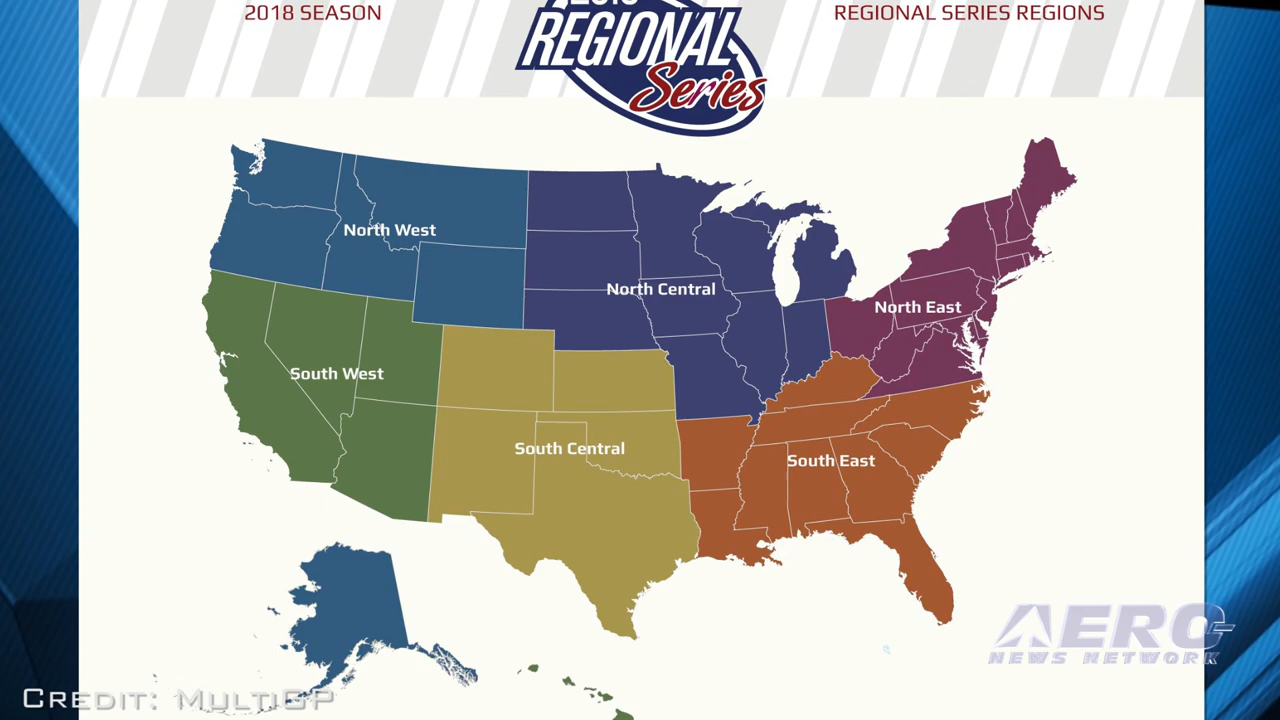 2018 SEASON
REGIONAL SERIES REGIONS
2018
REGIONAL
Series
North West
North Central
North East
South West
South Central
South East
AERO
NEWS NETWORK
CREDIT: MULTIGP